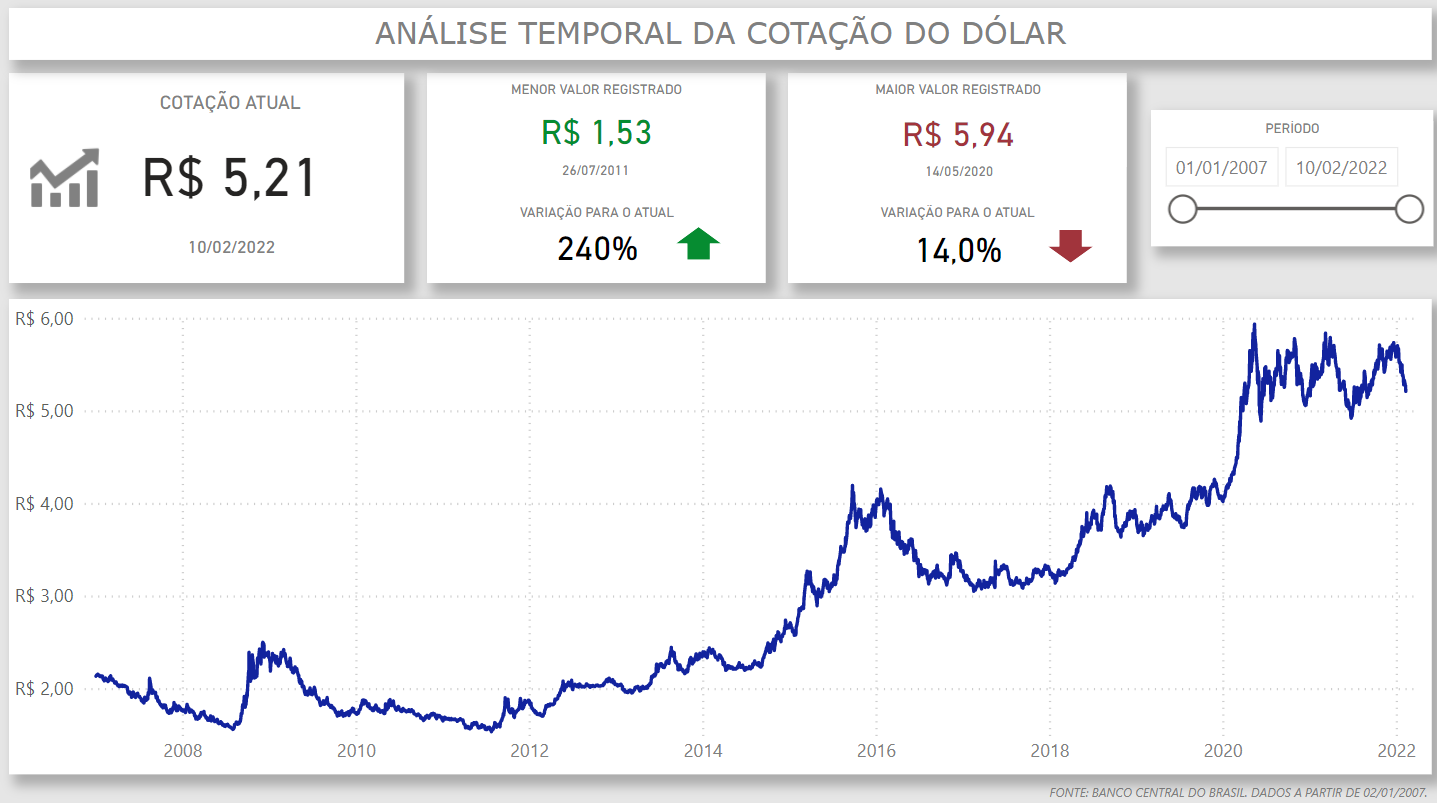 ANÁLISE TEMPORAL DA COTAÇÃO DO DÓLAR
COTAÇÃO ATUAL
R$ 5,21
10/02/2022
MENOR VALOR REGISTRADO
R$ 1,53
26/07/2011
VARIAÇÃO PARA O ATUAL
240%
MAIOR VALOR REGISTRADO
R$ 5,94
14/05/2020
VARIAÇÃO PARA O ATUAL
14,0%
PERÍODO
01/01/2007 10/02/2022
R$ 6,00
R$ 5,00
R$ 4,00
R$ 3,00
R$ 2,00
2008 2010 2012 2014 2016 2018 2020 2022
FONTE: BANCO CENTRAL DO BRASIL. DADOS A PARTIR DE 02/01/2007.